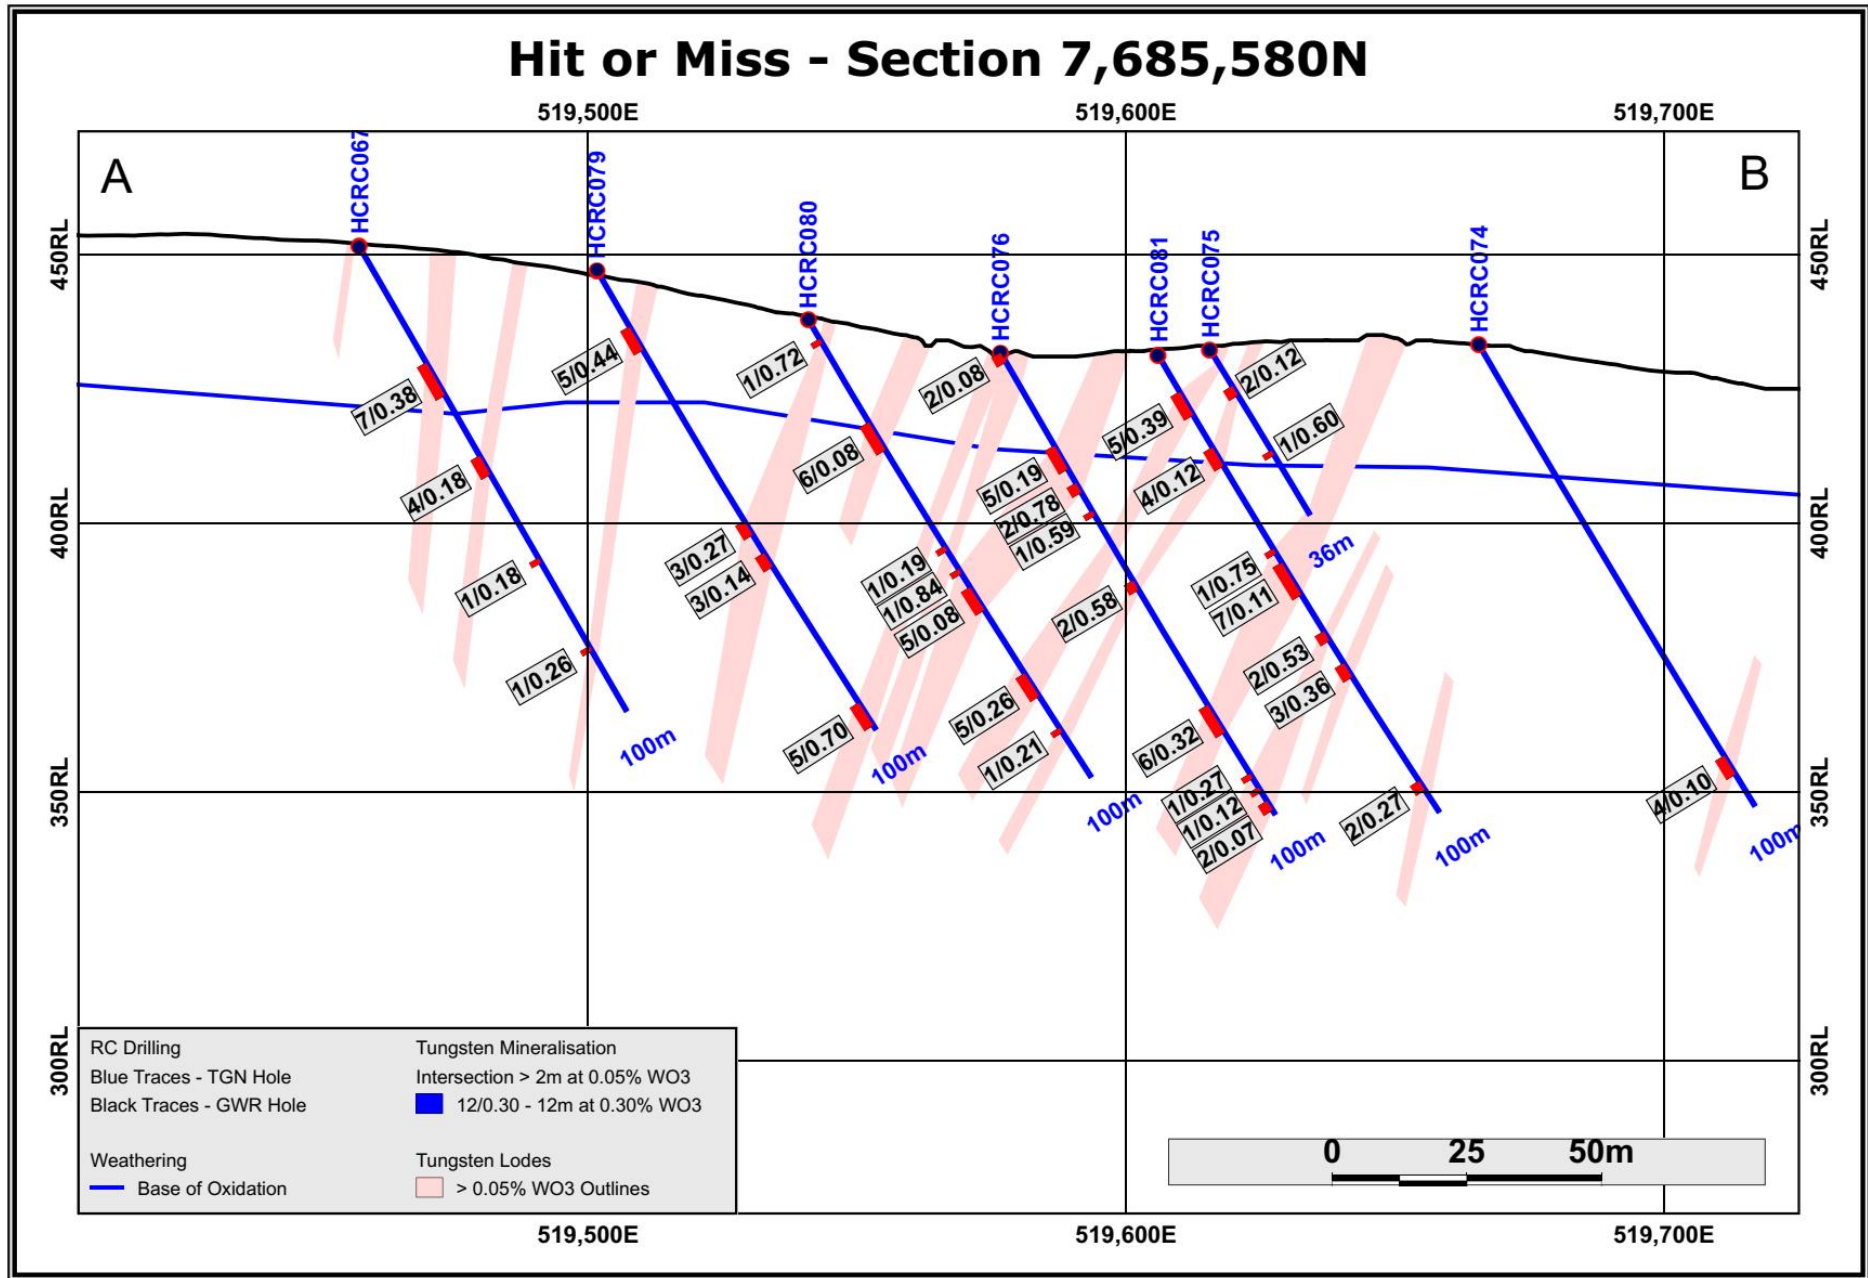 Hit or Miss - Section 7,685,580N
519,500E
519,600E
519,700E
A
B
HCRC067
HCRC079
HCRC080
HCRC076
HCRC081
HCRC075
HCRC074
450RL
450RL
400RL
400RL
350RL
350RL
300RL
300RL
7/0.38
4/0.18
1/0.18
1/0.26
100m
5/0.44
3/0.27
3/0.14
5/0.70
100m
1/0.72
6/0.08
1/0.19
1/0.84
5/0.08
5/0.26
1/0.21
100m
2/0.08
5/0.19
2/0.78
1/0.59
2/0.58
6/0.32
1/0.27
1/0.12
2/0.07
100m
5/0.39
4/0.12
1/0.75
7/0.11
2/0.53
3/0.36
2/0.27
100m
2/0.12
1/0.60
36m
4/0.10
100m
RC Drilling
Blue Traces - TGN Hole
Black Traces - GWR Hole
Weathering
Base of Oxidation
Tungsten Mineralisation
Intersection > 2m at 0.05% WO3
12/0.30 - 12m at 0.30% WO3
Tungsten Lodes
> 0.05% WO3 Outlines
0 25 50m
519,500E
519,600E
519,700E